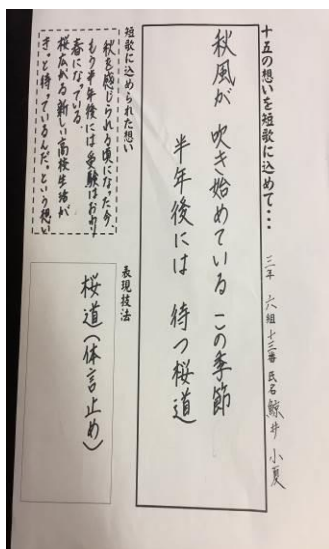 十五の想いを短歌に込めて・・・
三年 六組 十三番 氏名 鯨井 小夏
秋風が 吹き始めている この季節
半年後には 待つ桜道
短歌に込められた想い
秋を感じられる頃になった今、
もう半年後には受験はおわり
春になっている。
桜広がる新しい高校生活が
きっと待っているんだ。という想い
表現技法
桜道(体言止め)